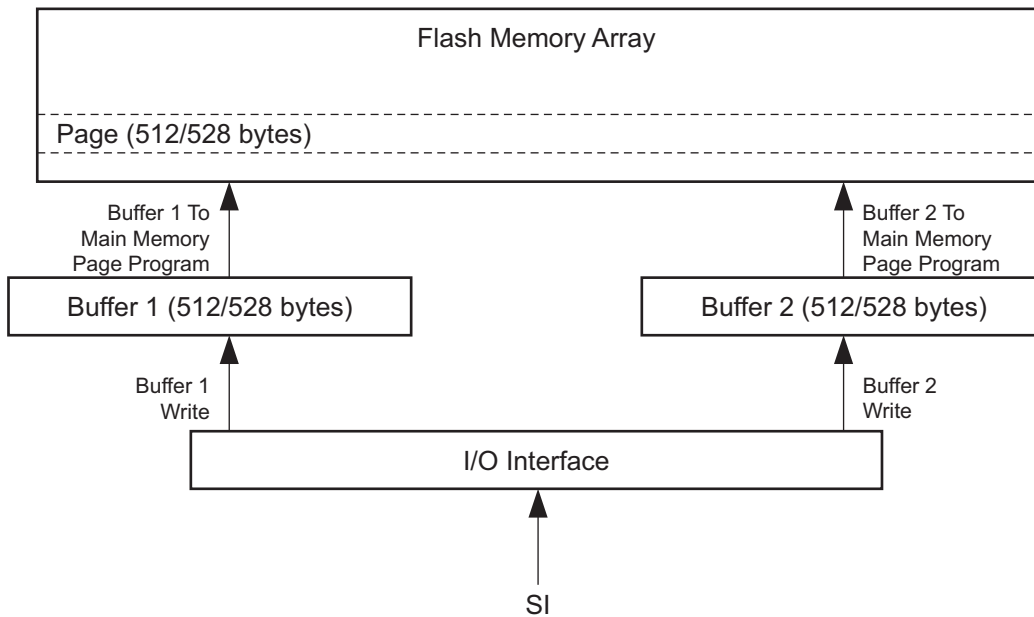 Flash Memory Array
Page (512/528 bytes)
Buffer 1 To
Main Memory
Page Program
Buffer 2 To
Main Memory
Page Program
Buffer 1 (512/528 bytes)
Buffer 2 (512/528 bytes)
Buffer 1
Write
Buffer 2
Write
I/O Interface
SI